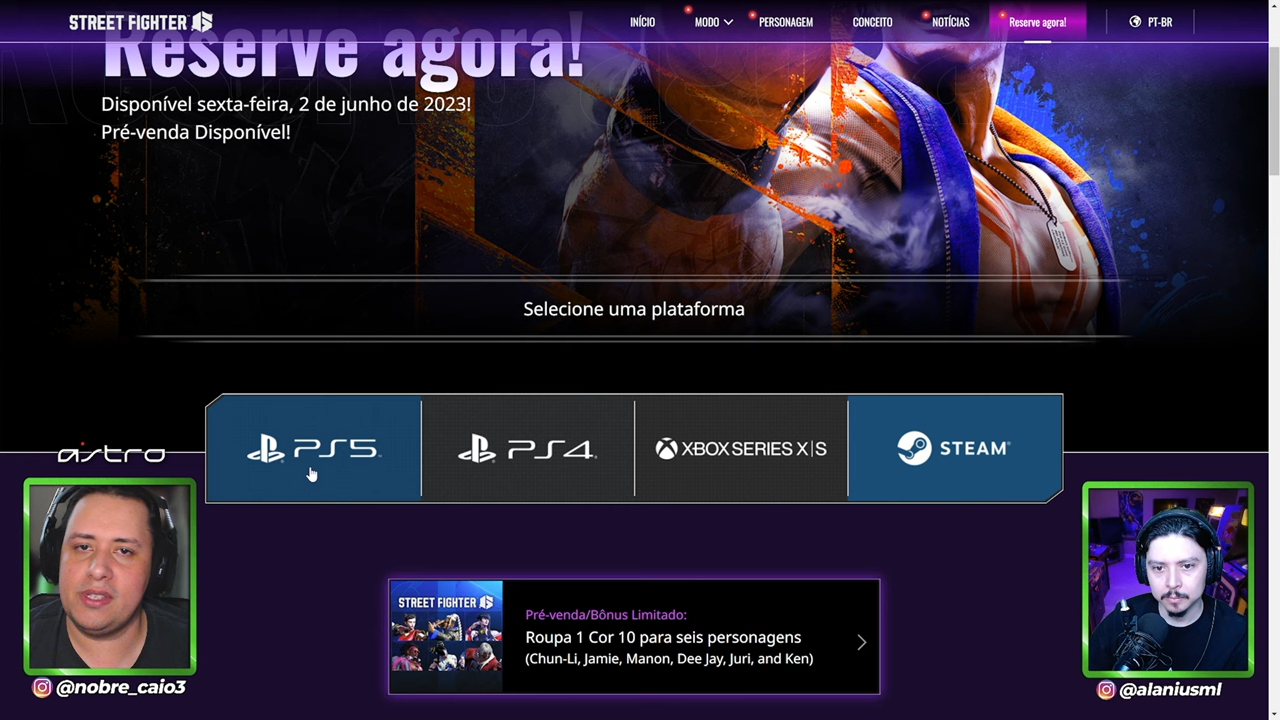 STREET FIGHTER 6
INÍCIO
MODO
PERSONAGEM
CONCEITO
NOTÍCIAS
Reserve agora!
PT-BR
Reserve agora!
Disponível sexta-feira, 2 de junho de 2023!
Pré-venda Disponível!
Selecione uma plataforma
PS5
PS4
XBOX SERIES X|S
STEAM
astro
STREET FIGHTER 6
Pré-venda/Bônus Limitado:
Roupa 1 Cor 10 para seis personagens
(Chun-Li, Jamie, Manon, Dee Jay, Juri, and Ken)
@nobre_caio3
@alaniusml